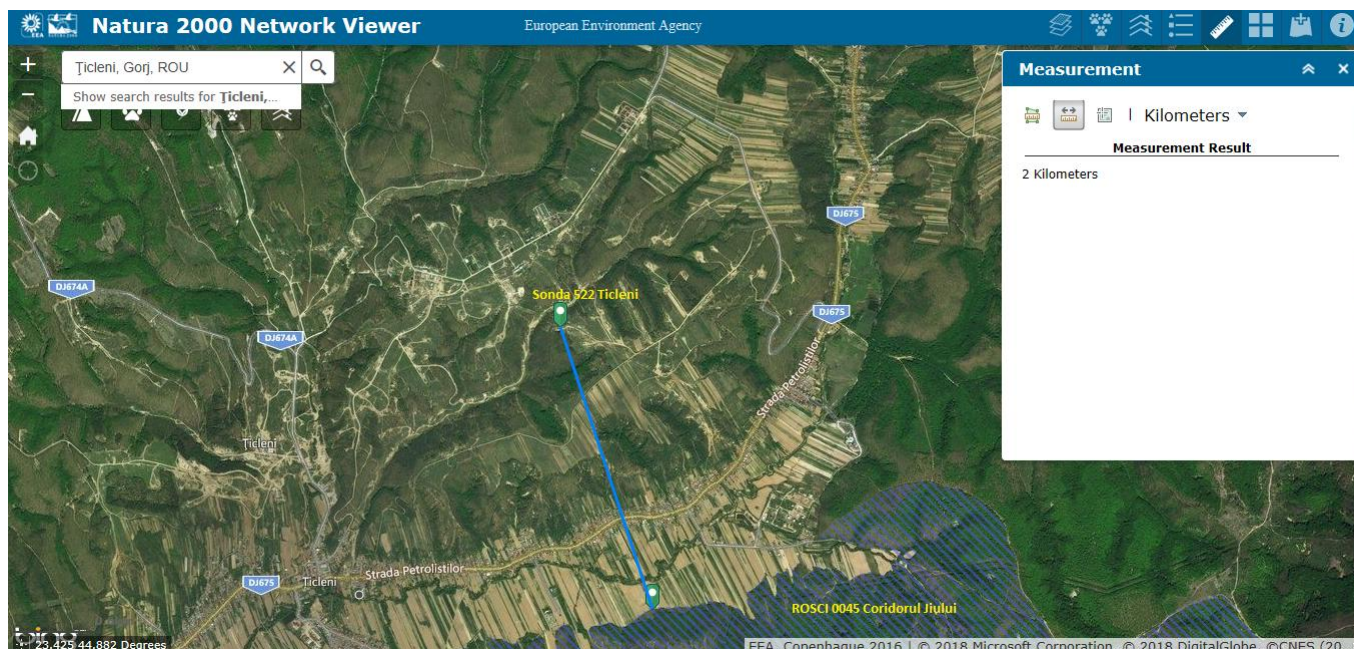 EEA
Natura 2000 Network Viewer
European Environment Agency
Ţicleni, Gorj, ROU
Show search results for Ţicleni,...
Measurement
Kilometers
Measurement Result
2 Kilometers
DJ675
DJ674A
Sonda 522 Ticleni
DJ675
DJ674A
Strada Petrolistilor
Ticleni
Strada Petrolistilor
DJ675
Ticleni
ROSCI 0045 Coridorul Jiului
23,425 44,882 Degrees
EEA, Copenhague 2016 | © 2018 Microsoft Corporation, © 2018 DigitalGlobe, ©CNES (20...